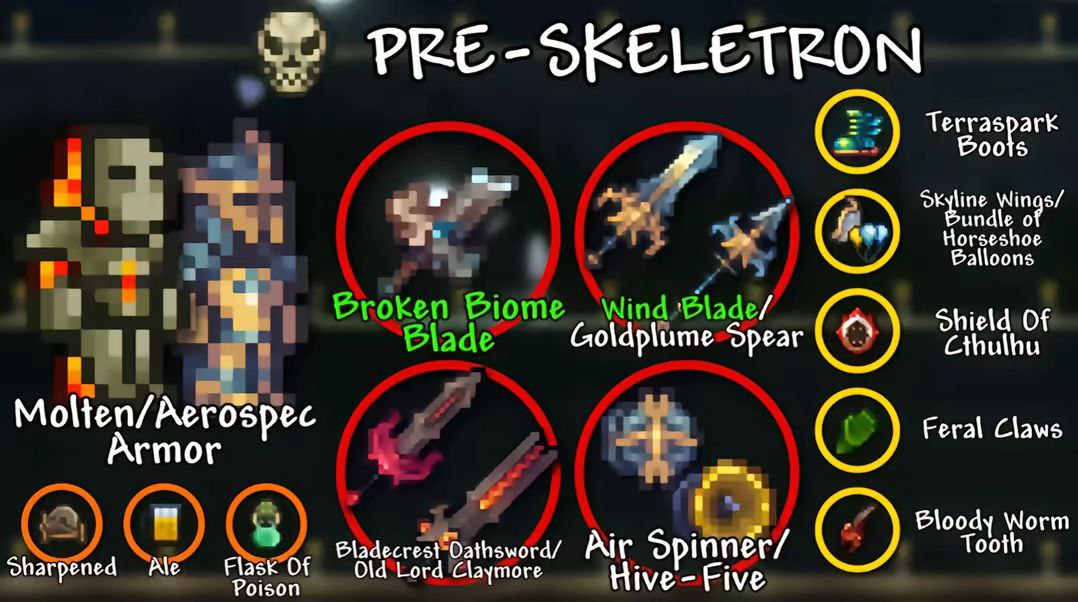 PRE-SKELETRON
Molten/Aerospec
Armor
Sharpened
Ale
Flask Of
Poison
Broken Biome
Blade
Wind Blade/
Goldplume Spear
Bladecrest Oathsword/
Old Lord Claymore
Air Spinner/
Hive-Five
Terraspark
Boots
Skyline Wings/
Bundle of
Horseshoe
Balloons
Shield Of
Cthulhu
Feral Claws
Bloody Worm
Tooth